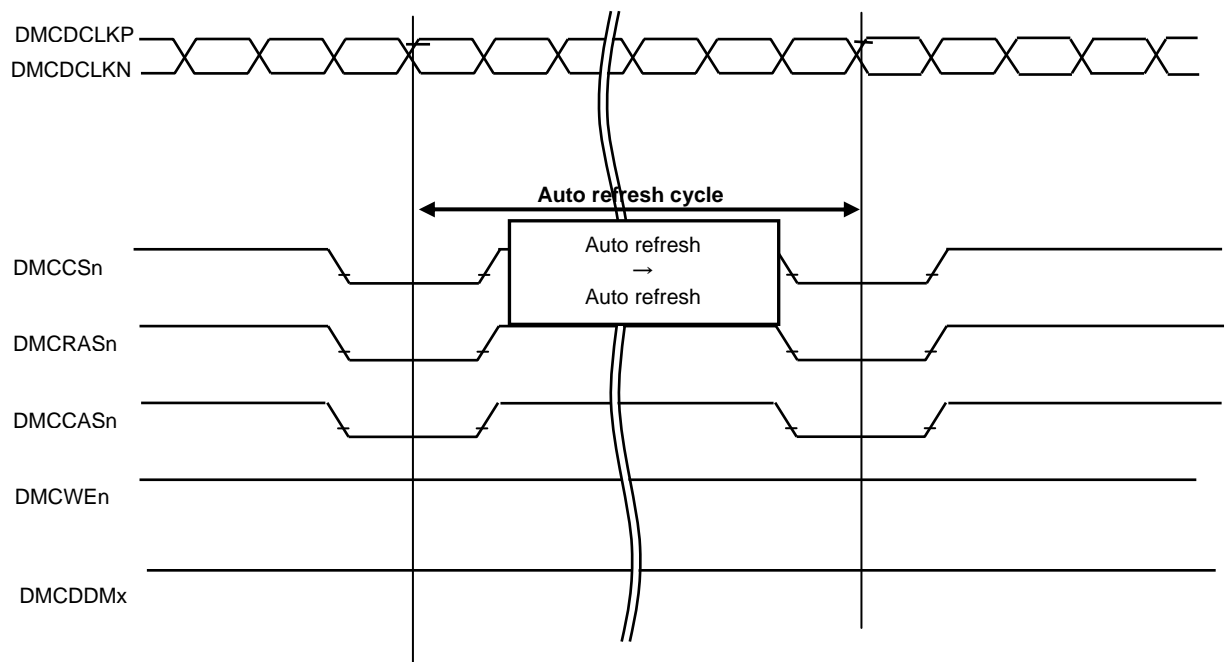 DMCDCLKP
DMCDCLKN
Auto refresh cycle
Auto refresh
→
Auto refresh
DMCCSn
DMCRASn
DMCCASn
DMCWEn
DMCDDMx